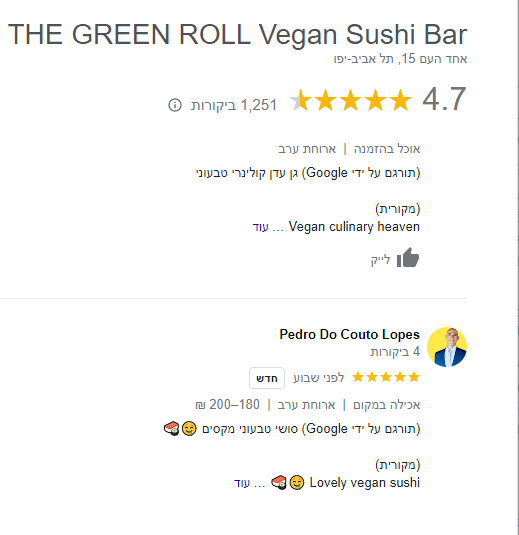 THE GREEN ROLL Vegan Sushi Bar
אחד העם 15, תל אביב-יפו
4.7 1,251 ביקורות
אוכל בהזמנה | ארוחת ערב
(תורגם על ידי Google) גן עדן קולינרי טבעוני
(מקורית)
Vegan culinary heaven ... עוד
לייק
Pedro Do Couto Lopes
4 ביקורות
לפני שבוע חדש
אכילה במקום | ארוחת ערב | 180–200 ₪
(תורגם על ידי Google) סושי טבעוני מקסים 😊🍣
(מקורית)
Lovely vegan sushi 😊🍣 ... עוד